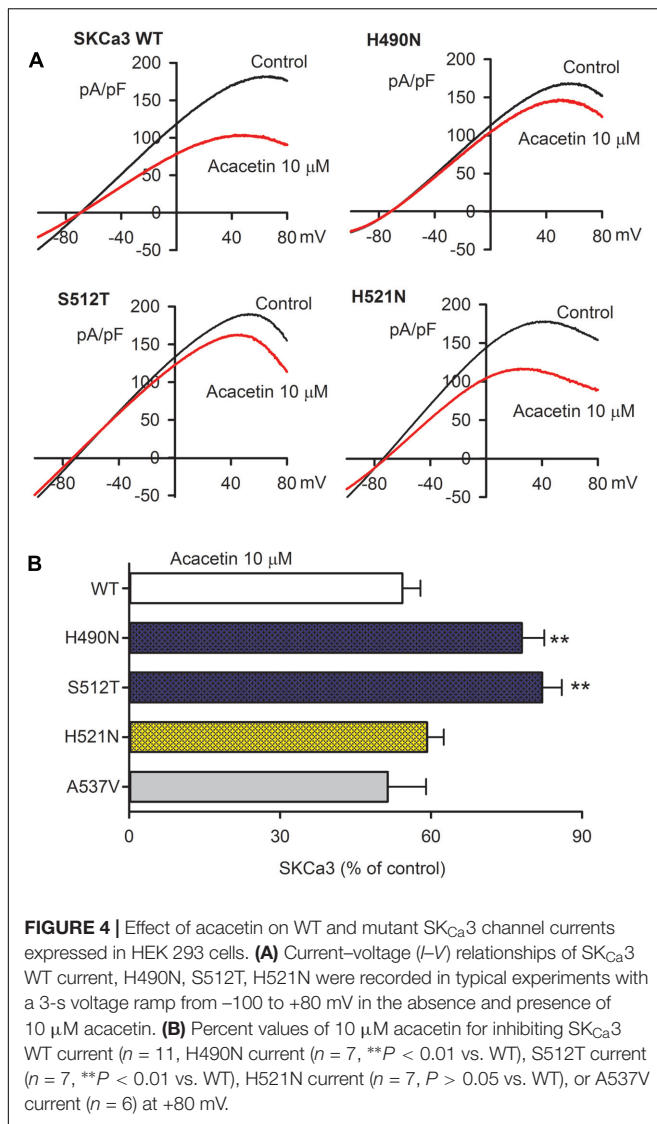 A
SKCa3 WT
pA/pF
200
150
100
50
0
-50
-80
-40
40
80 mV
Control
Acacetin 10 μM
H490N
pA/pF
200
150
100
50
0
-50
-80
-40
40
80 mV
Control
Acacetin 10 μM
S512T
pA/pF
200
150
100
50
0
-50
-80
-40
40
80 mV
Control
Acacetin 10 μM
H521N
pA/pF
200
150
100
50
0
-50
-80
-40
40
80 mV
Control
Acacetin 10 μM
B
Acacetin 10 μM
WT
H490N
**
S512T
**
H521N
A537V
0
30
60
90
SKCa3 (% of control)
FIGURE 4 | Effect of acacetin on WT and mutant SKCa3 channel currents
expressed in HEK 293 cells. (A) Current–voltage (I–V) relationships of SKCa3
WT current, H490N, S512T, H521N were recorded in typical experiments with
a 3-s voltage ramp from –100 to +80 mV in the absence and presence of
10 μM acacetin. (B) Percent values of 10 μM acacetin for inhibiting SKCa3
WT current (n = 11, H490N current (n = 7, **P < 0.01 vs. WT), S512T current
(n = 7, **P < 0.01 vs. WT), H521N current (n = 7, P > 0.05 vs. WT), or A537V
current (n = 6) at +80 mV.